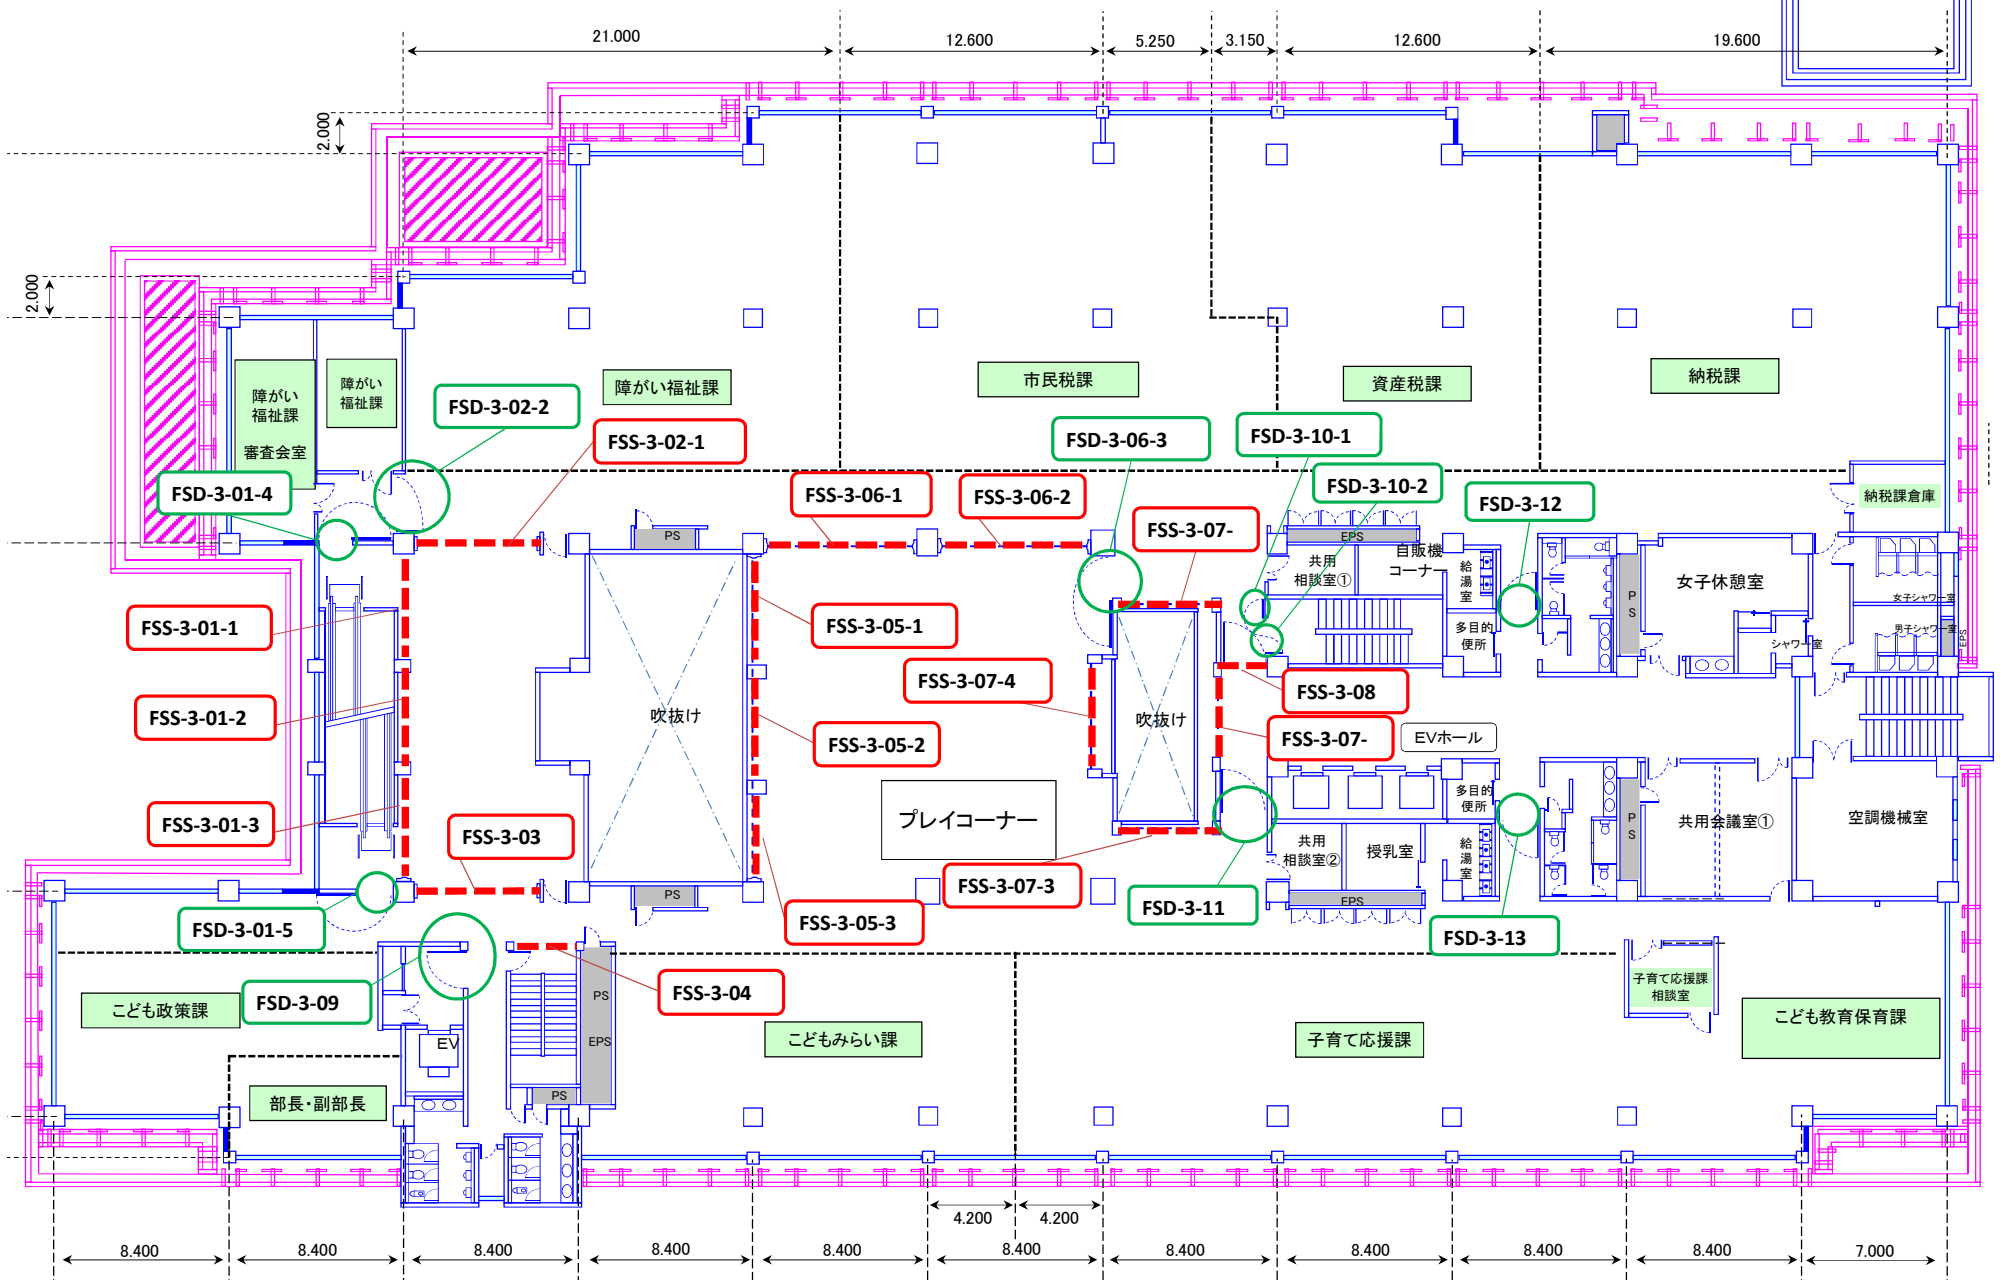 21.000
12.600
5.250
3.150
12.600
19.600
2.000
2.000
障がい福祉課
市民税課
資産税課
納税課
障がい
福祉課
審査会室
障がい
福祉課
FSD-3-02-2
FSS-3-02-1
FSD-3-06-3
FSD-3-10-1
FSD-3-10-2
FSD-3-12
FSD-3-01-4
FSS-3-06-1
FSS-3-06-2
FSS-3-07-
納税課倉庫
PS
EPS
共用
相談室①
自販機
コーナー
給
湯
室
多目的
便所
P
S
女子休憩室
シャワー室
女子シャワー室
男子シャワー室
EPS
FSS-3-01-1
FSS-3-05-1
FSS-3-07-4
FSS-3-08
FSS-3-01-2
吹抜け
FSS-3-05-2
吹抜け
FSS-3-07-
EVホール
プレイコーナー
多目的
便所
P
S
共用会議室①
空調機械室
FSS-3-01-3
FSS-3-03
共用
相談室②
授乳室
給
湯
室
FSS-3-07-3
PS
EPS
FSD-3-01-5
FSS-3-05-3
FSD-3-11
FSD-3-13
FSD-3-09
FSS-3-04
PS
EPS
PS
EV
こども政策課
部長・副部長
こどもみらい課
子育て応援課
子育て応援課
相談室
こども教育保育課
4.200
4.200
8.400
8.400
8.400
8.400
8.400
8.400
8.400
8.400
8.400
8.400
7.000